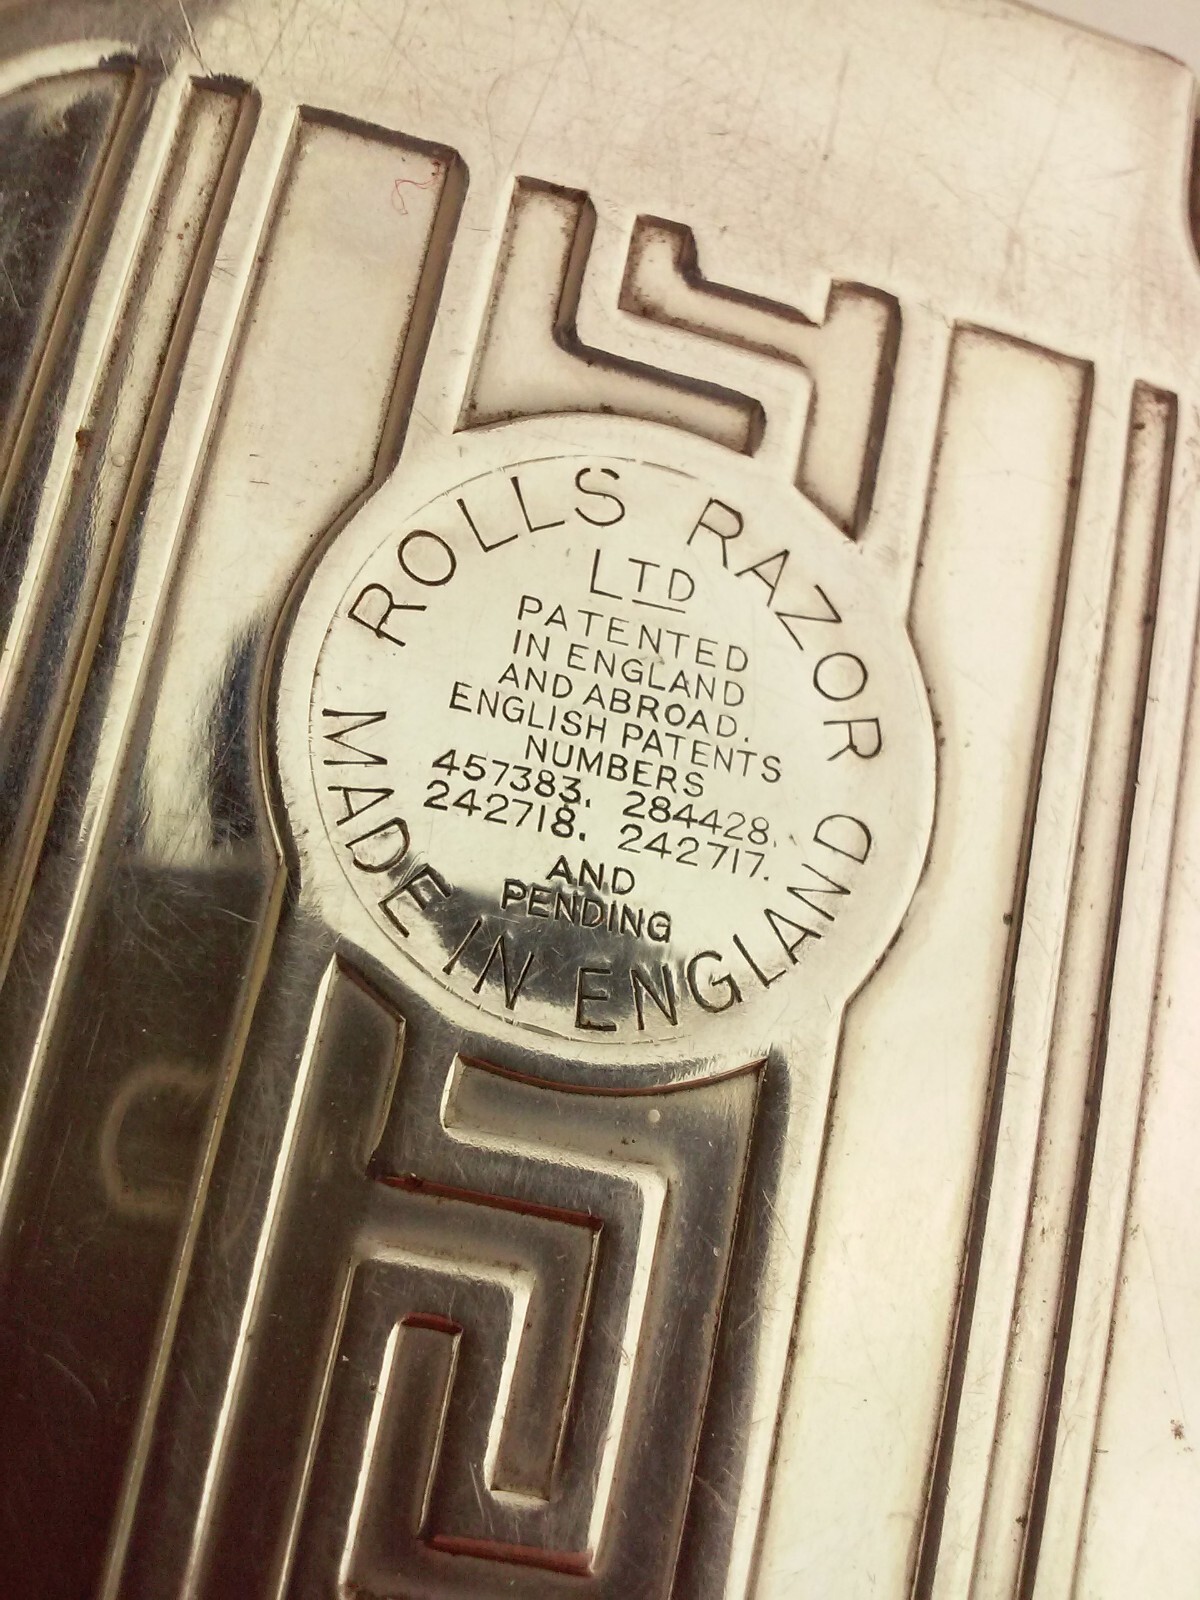 ROLLS RAZOR
LTD
PATENTED
IN ENGLAND
AND ABROAD.
ENGLISH PATENTS
NUMBERS
457383. 284428.
242718. 242717.
AND
PENDING
MADE IN ENGLAND